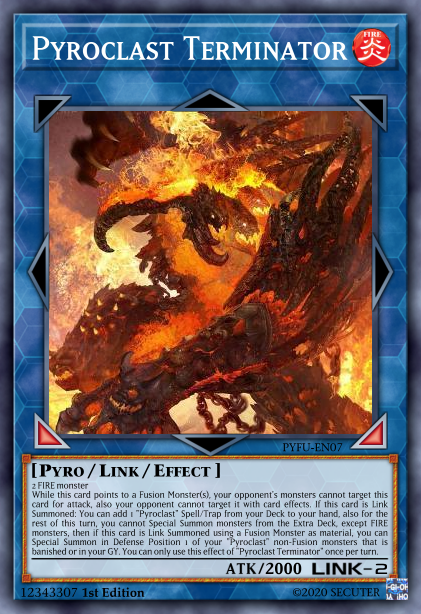 Pyroclast Terminator
FIRE
炎
PYFU-EN07
[Pyro/Link/Effect]
2 FIRE monster
While this card points to a Fusion Monster(s), your opponent's monsters cannot target this
card for attack, also your opponent cannot target it with card effects. If this card is Link
Summoned: You can add 1 "Pyroclast" Spell/Trap from your Deck to your hand, also for the
rest of this turn, you cannot Special Summon monsters from the Extra Deck, except FIRE
monsters, then if this card is Link Summoned using a Fusion Monster as material, you can
Special Summon in Defense Position 1 of your "Pyroclast" non-Fusion monsters that is
banished or in your GY. You can only use this effect of "Pyroclast Terminator" once per turn.
ATK/2000 LINK-2
12343307 1st Edition
©2020 SECUTER